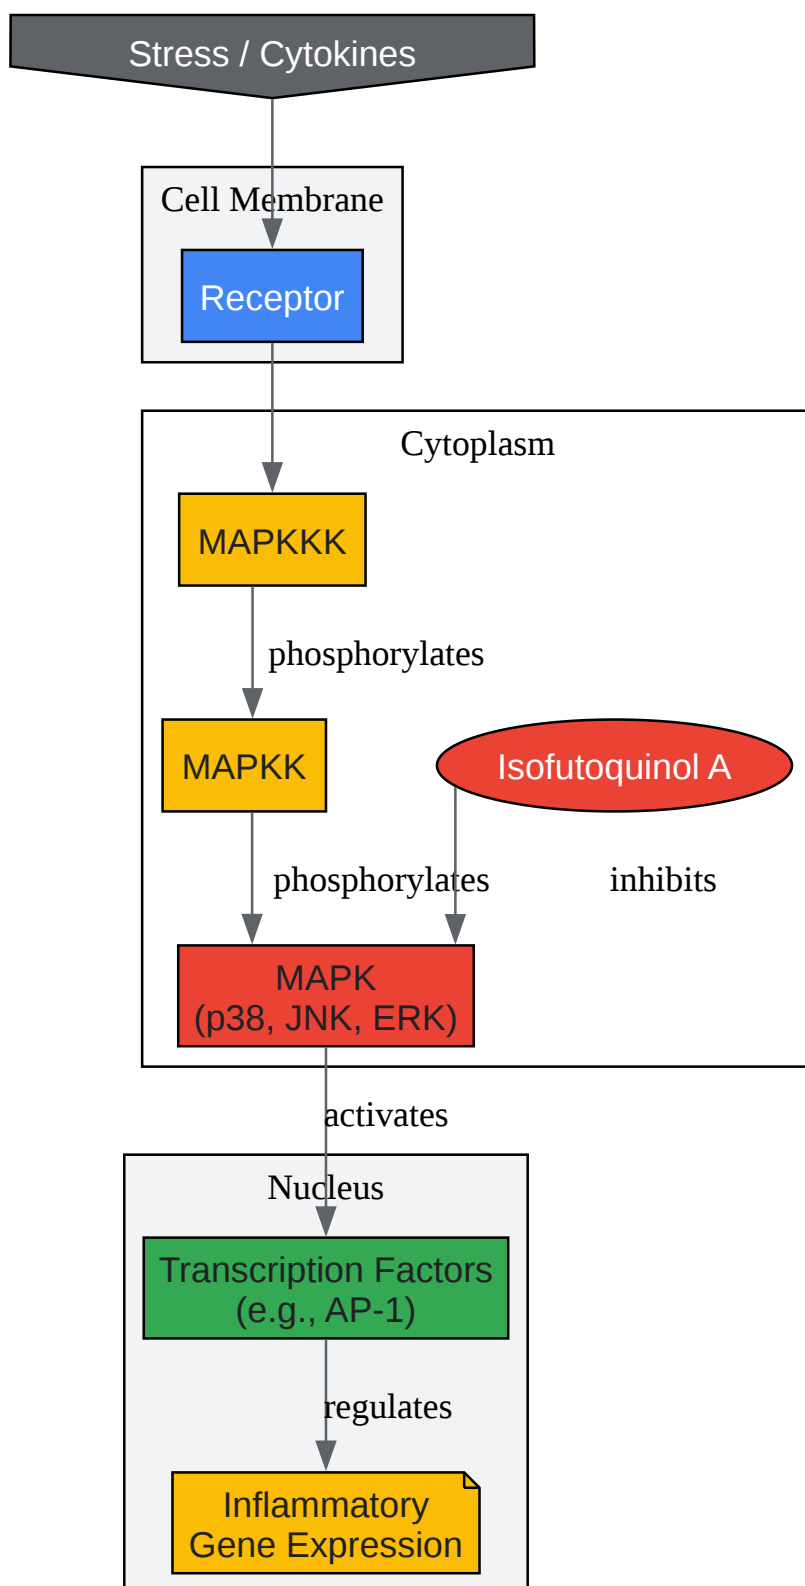 Stress / Cytokines
Cell Membrane
Receptor
Cytoplasm
MAPKKK
phosphorylates
MAPKK
Isofutoquinol A
phosphorylates
inhibits
MAPK
(p38, JNK, ERK)
activates
Nucleus
Transcription Factors
(e.g., AP-1)
regulates
Inflammatory
Gene Expression